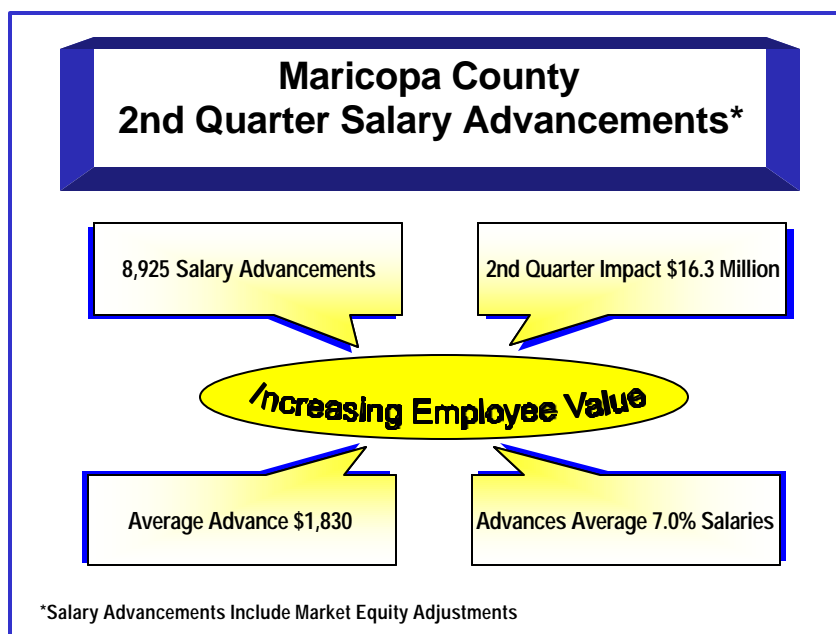 Maricopa County
2nd Quarter Salary Advancements*
8,925 Salary Advancements
2nd Quarter Impact $16.3 Million
Increasing Employee Value
Average Advance $1,830
Advances Average 7.0% Salaries
*Salary Advancements Include Market Equity Adjustments